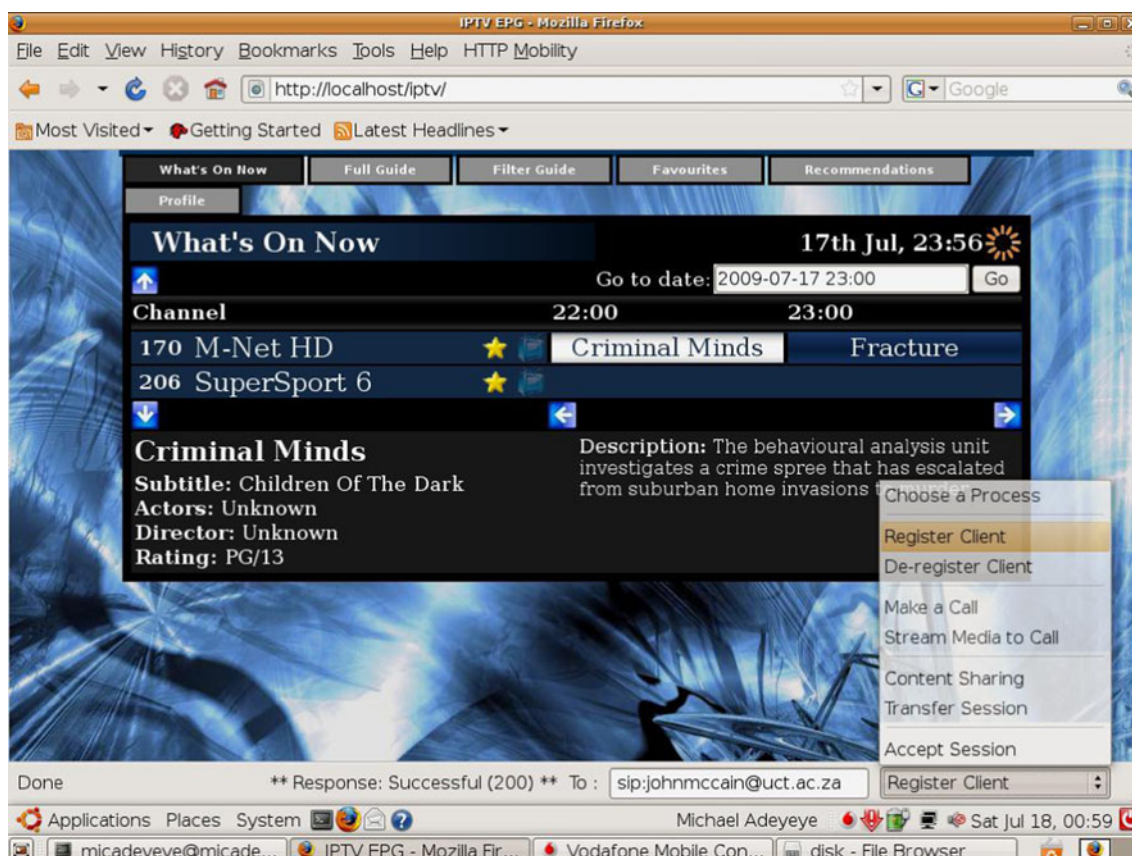 IPTV EPG - Mozilla Firefox
File Edit View History Bookmarks Tools Help HTTP Mobility
http://localhost/iptv/ G Google
Most Visited Getting Started Latest Headlines
What's On Now Full Guide Filter Guide Favourites Recommendations
Profile
What's On Now 17th Jul, 23:56
Go to date: 2009-07-17 23:00 Go
Channel 22:00 23:00
170 M-Net HD Criminal Minds Fracture
206 SuperSport 6
Criminal Minds
Subtitle: Children Of The Dark
Actors: Unknown
Director: Unknown
Rating: PG/13
Description: The behavioural analysis unit
investigates a crime spree that has escalated
from suburban home invasions to murder.
Choose a Process
Register Client
De-register Client
Make a Call
Stream Media to Call
Content Sharing
Transfer Session
Accept Session
Done ** Response: Successful (200) ** To : sip:johnmccain@uct.ac.za Register Client
Applications Places System Michael Adeyeye Sat Jul 18, 00:59
micadeyeye@micade... IPTV EPG - Mozilla Fir... Vodafone Mobile Con... disk - File Browser